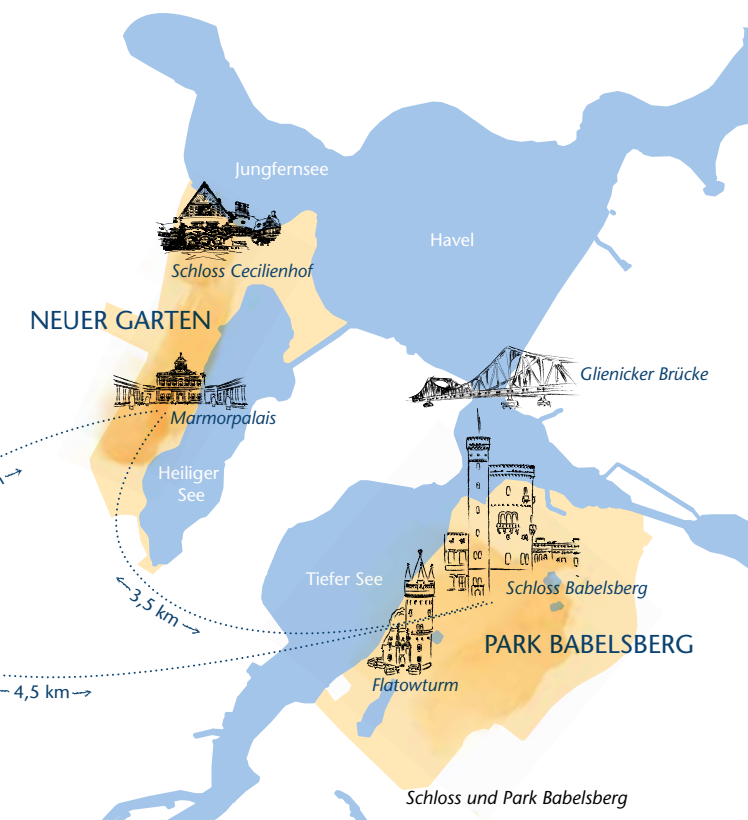 Jungfernsee
Havel
Schloss Cecilienhof
NEUER GARTEN
Glienicker Brücke
Marmorpalais
Heiliger
See
Tiefer See
Schloss Babelsberg
3,5 km
PARK BABELSBERG
Flatowturm
4,5 km
Schloss und Park Babelsberg